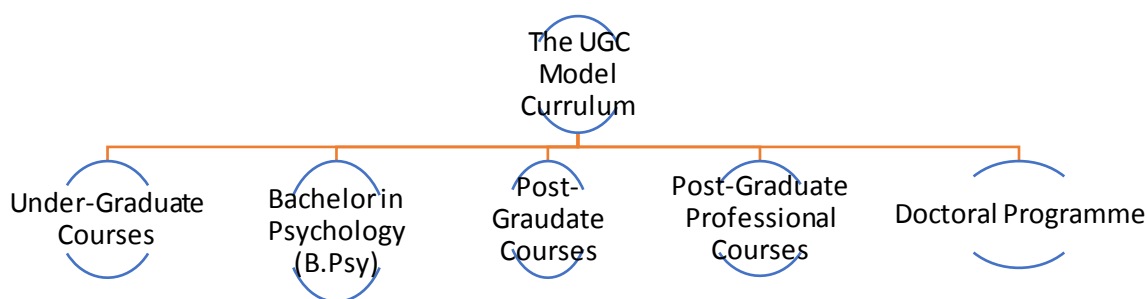 The UGC
Model
Currulum
Under-Graduate
Courses
Bachelor in
Psychology
(B.Psy)
Post-
Graudate
Courses
Post-Graduate
Professional
Courses
Doctoral Programme